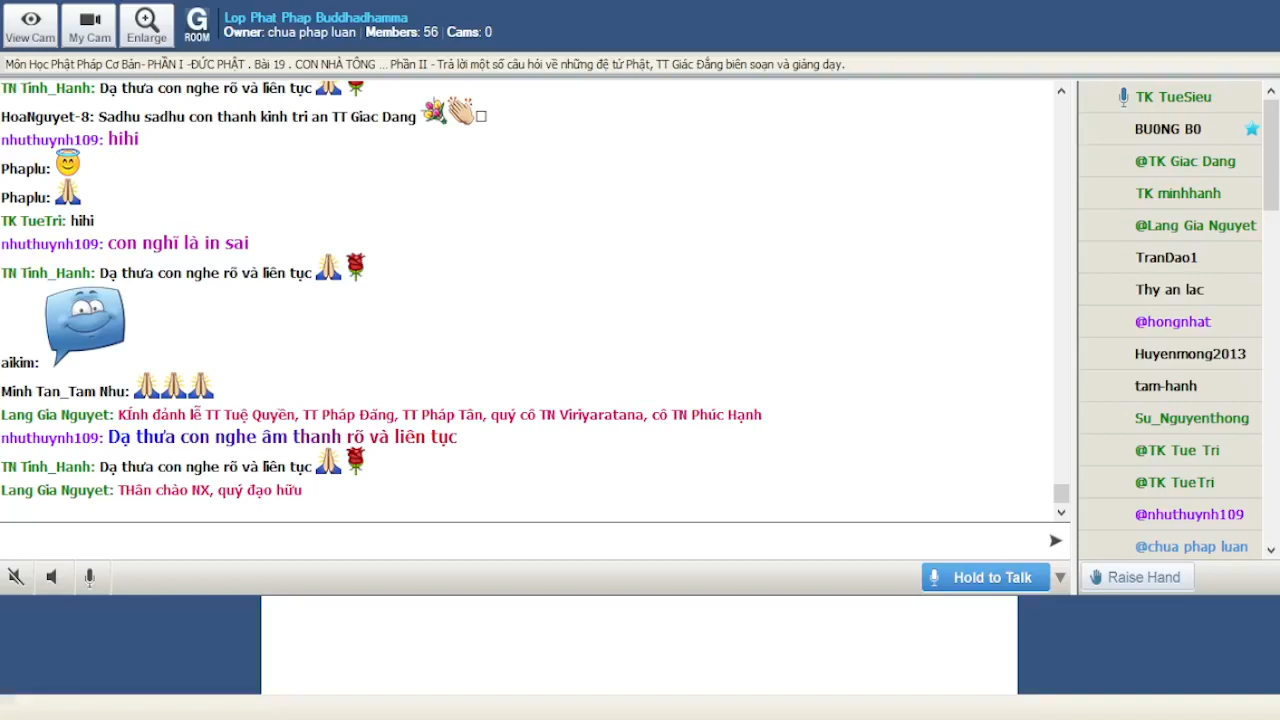 View Cam
My Cam
Enlarge
G
ROOM
Lop Phat Phap Buddhadhamma
Owner: chua phap luan | Members: 56 | Cams: 0
Môn Học Phật Pháp Cơ Bản- PHẦN I -ĐỨC PHẬT . Bài 19 . CON NHÀ TÔNG ... Phần II - Trả lời một số câu hỏi về những đệ tử Phật, TT Giác Đẳng biên soạn và giảng dạy.
TN Tinh_Hanh: Dạ thưa con nghe rõ và liên tục
HoaNguyet-8: Sadhu sadhu con thanh kinh tri an TT Giac Dang
nhuthuynh109: hihi
Phaplu:
Phaplu:
TK TueTri: hihi
nhuthuynh109: con nghĩ là in sai
TN Tinh_Hanh: Dạ thưa con nghe rõ và liên tục
aikim:
Minh Tan_Tam Nhu:
Lang Gia Nguyet: KÍnh đảnh lễ TT Tuệ Quyền, TT Pháp Đăng, TT Pháp Tân, quý cô TN Viriyaratana, cô TN Phúc Hạnh
nhuthuynh109: Dạ thưa con nghe âm thanh rõ và liên tục
TN Tinh_Hanh: Dạ thưa con nghe rõ và liên tục
Lang Gia Nguyet: THân chào NX, quý đạo hữu
Hold to Talk
TK TueSieu
BU0NG B0
@TK Giac Dang
TK minhhanh
@Lang Gia Nguyet
TranDao1
Thy an lac
@hongnhat
Huyenmong2013
tam-hanh
Su_Nguyenthong
@TK Tue Tri
@TK TueTri
@nhuthuynh109
@chua phap luan
Raise Hand